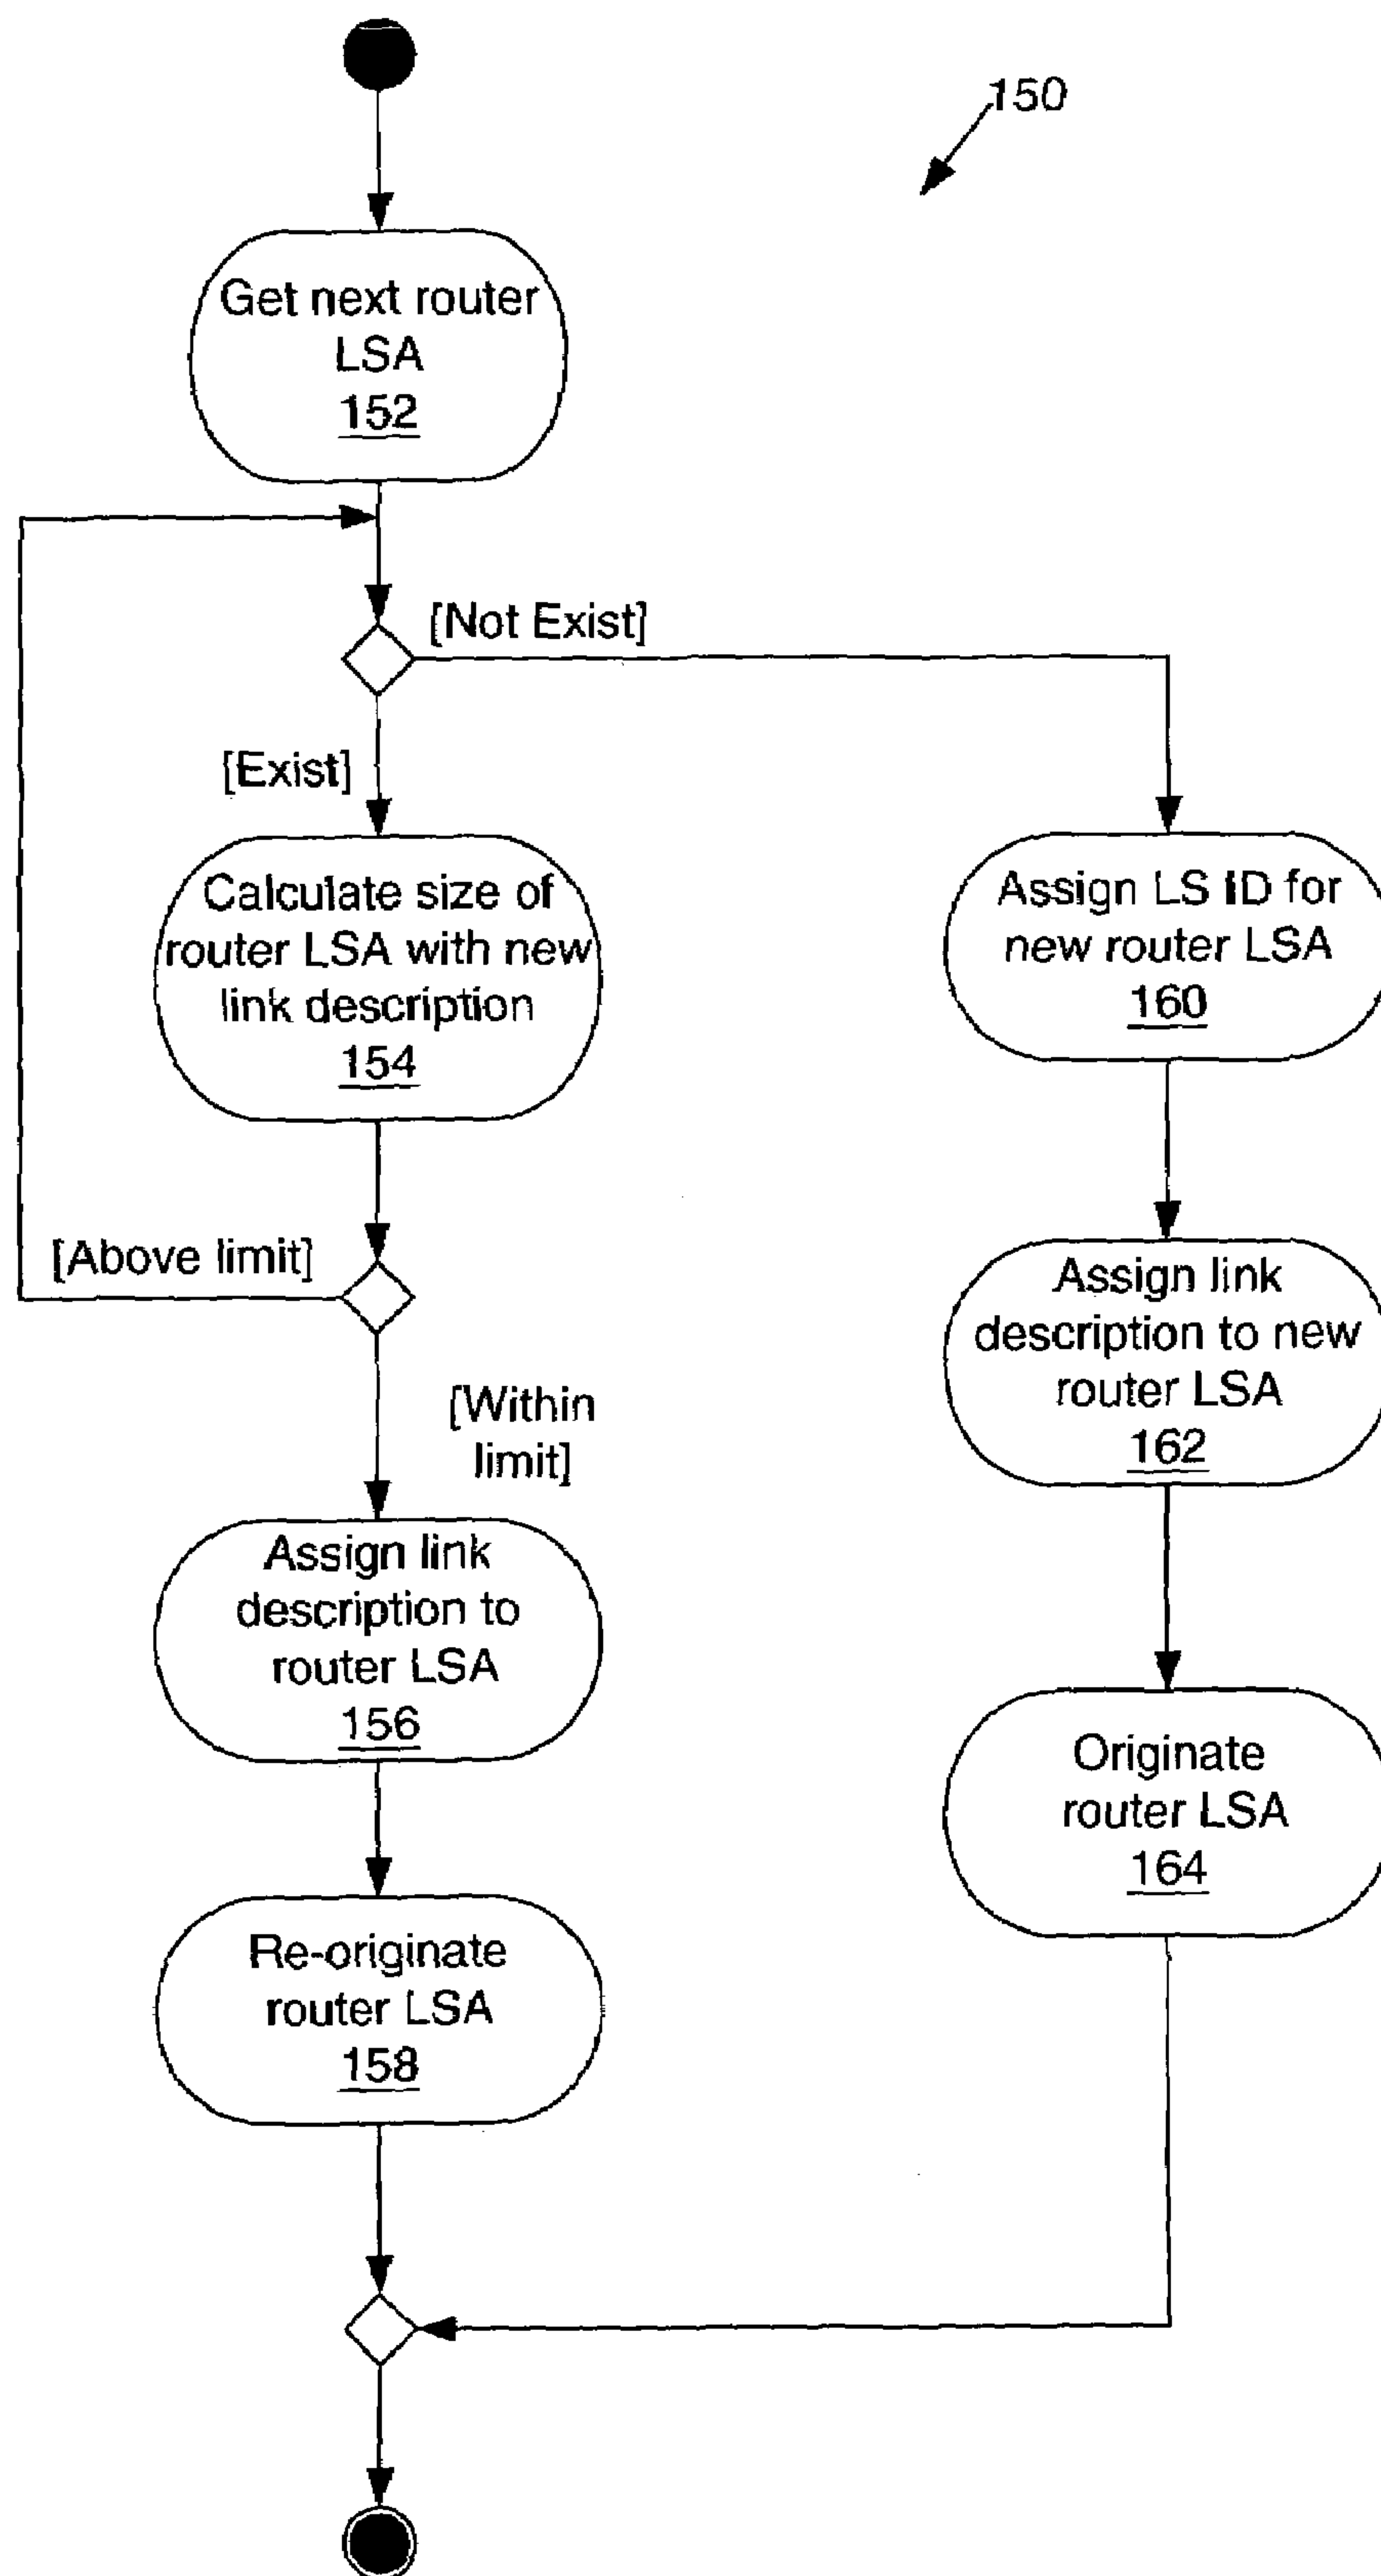 150
Get next router
LSA
152
[Not Exist]
[Exist]
Calculate size of
router LSA with new
link description
154
Assign LS ID for
new router LSA
160
[Above limit]
Assign link
description to new
router LSA
162
[Within
limit]
Assign link
description to
router LSA
156
Originate
router LSA
164
Re-originate
router LSA
158